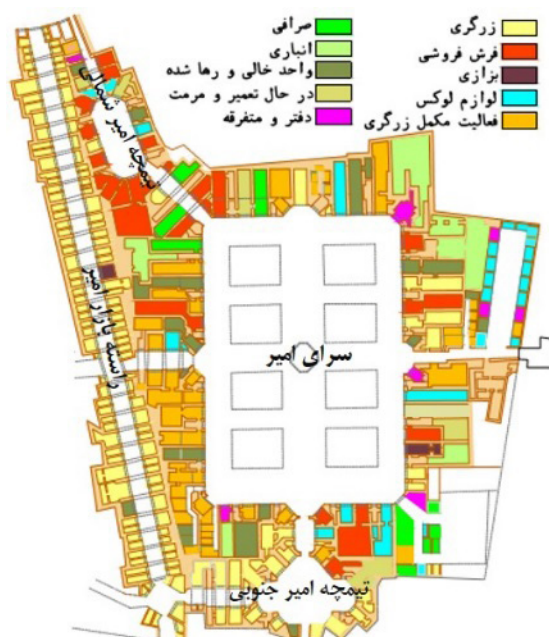 زرگری
فرش فروشی
بزازی
لوازم لوکس
فعالیت مکمل زرگری
صرافی
انباری
واحد خالی و رها شده
در حال تعمیر و مرمت
دفتر و متفرقه
تیمچه امیر شمالی
راسته بازار امیر
سرای امیر
تیمچه امیر جنوبی